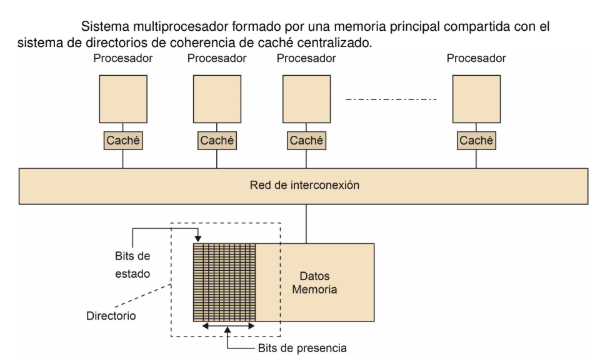 Sistema multiprocesador formado por una memoria principal compartida con el
sistema de directorios de coherencia de caché centralizado.
Procesador Procesador Procesador Procesador
Caché Caché Caché Caché
Red de interconexión
Bits de
estado
Datos
Memoria
Directorio
Bits de presencia